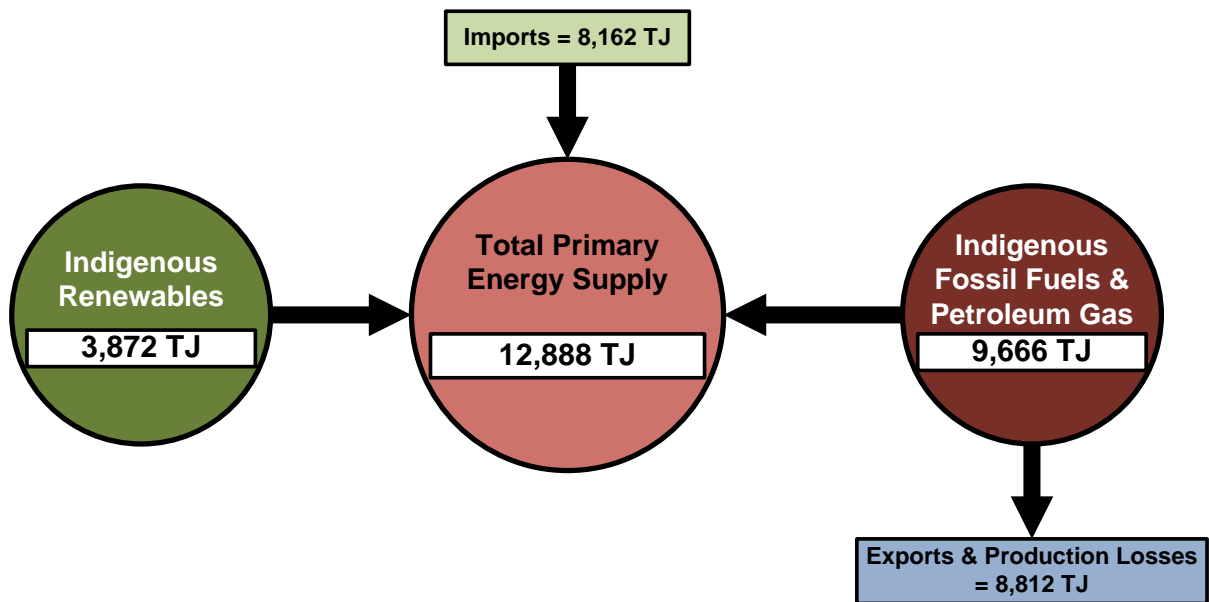 Imports = 8,162 TJ
Indigenous
Renewables
3,872 TJ
Total Primary
Energy Supply
12,888 TJ
Indigenous
Fossil Fuels &
Petroleum Gas
9,666 TJ
Exports & Production Losses
= 8,812 TJ